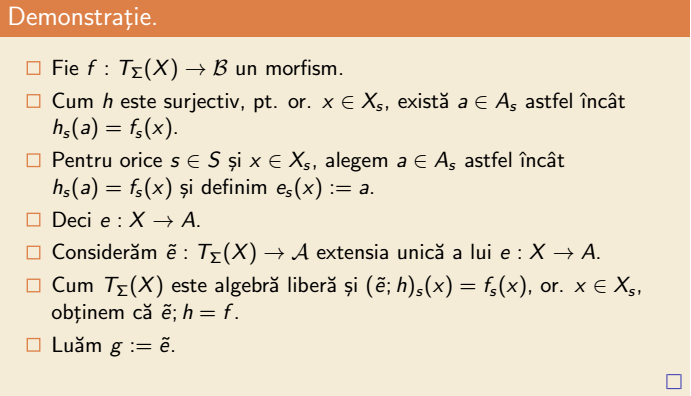 Demonstrație.
□ Fie f : T_Σ(X) → ℬ un morfism.
□ Cum h este surjectiv, pt. or. x ∈ X_s, există a ∈ A_s astfel încât
h_s(a) = f_s(x).
□ Pentru orice s ∈ S și x ∈ X_s, alegem a ∈ A_s astfel încât
h_s(a) = f_s(x) și definim e_s(x) := a.
□ Deci e : X → A.
□ Considerăm ẽ : T_Σ(X) → 𝒜 extensia unică a lui e : X → A.
□ Cum T_Σ(X) este algebră liberă și (ẽ; h)_s(x) = f_s(x), or. x ∈ X_s,
obținem că ẽ; h = f.
□ Luăm g := ẽ.
□